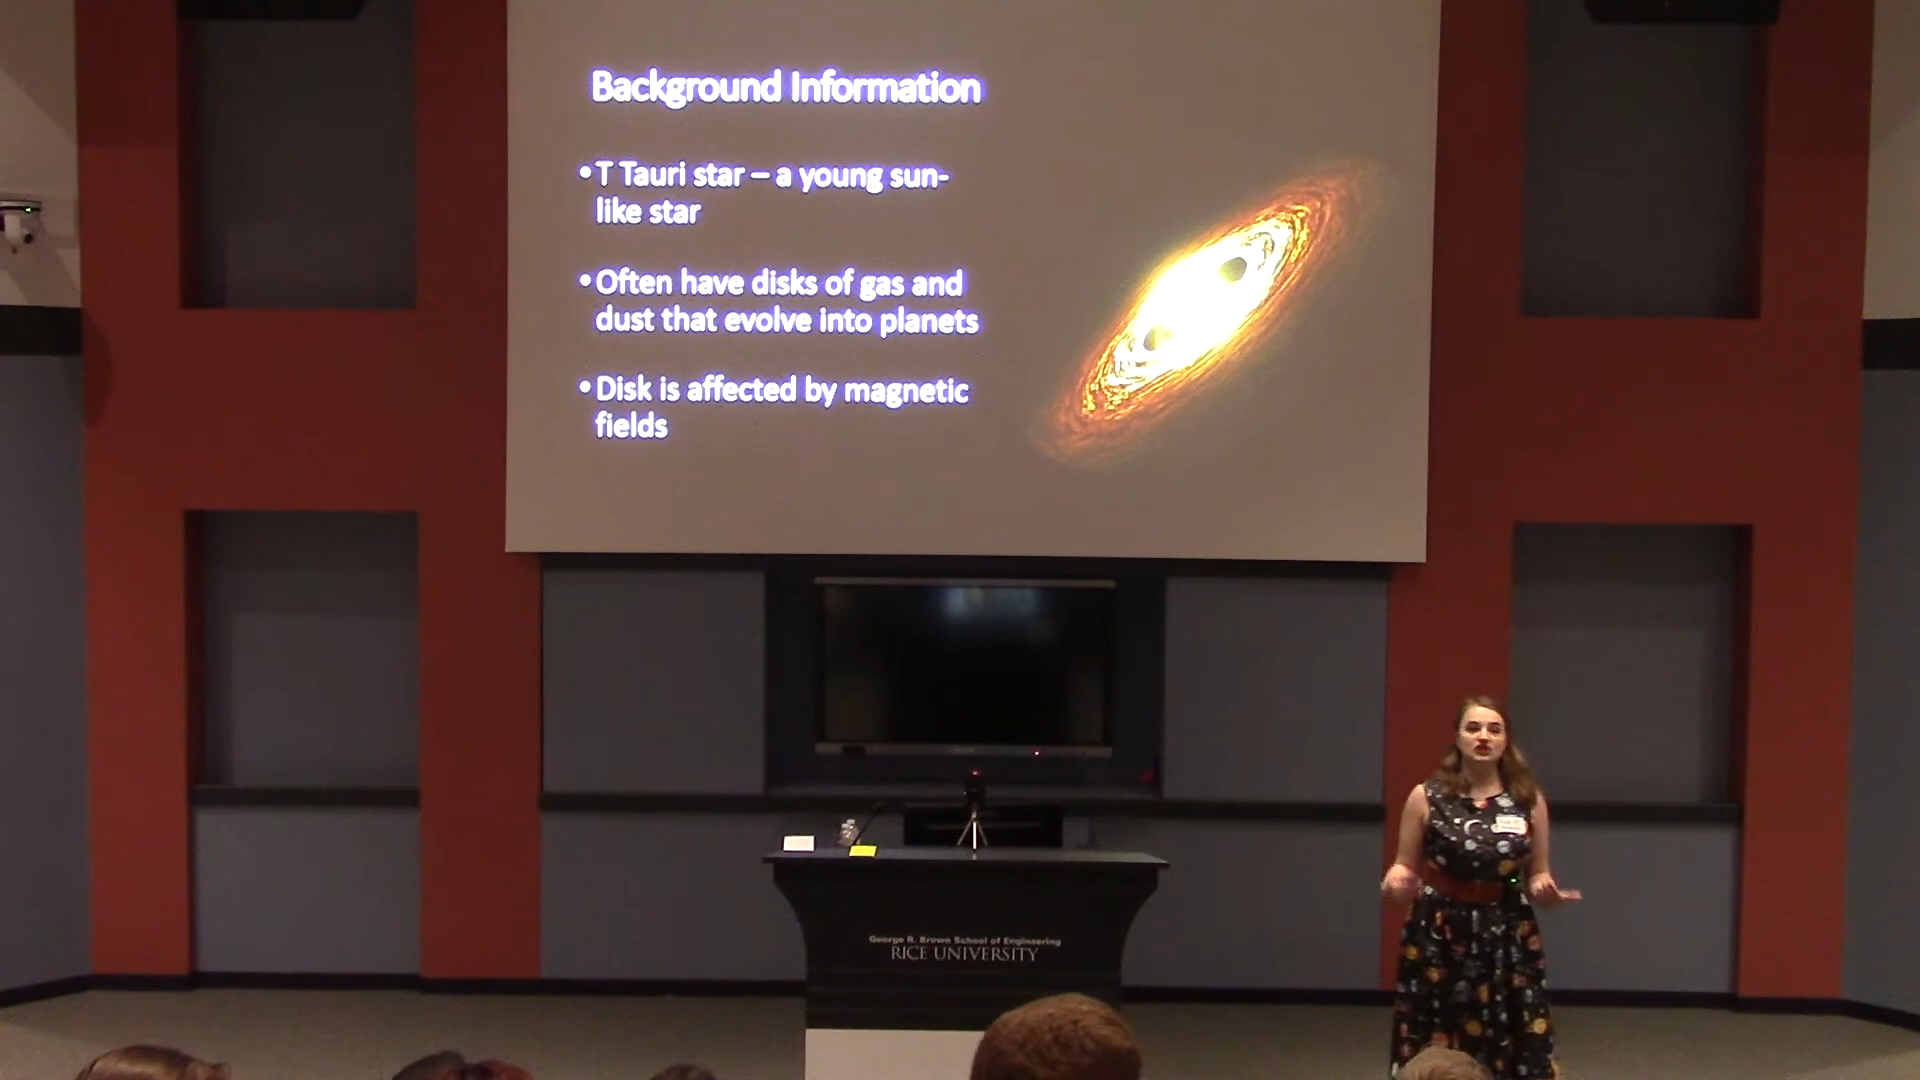 Background Information
• T Tauri star – a young sun-
like star
• Often have disks of gas and
dust that evolve into planets
• Disk is affected by magnetic
fields
George R. Brown School of Engineering
RICE UNIVERSITY